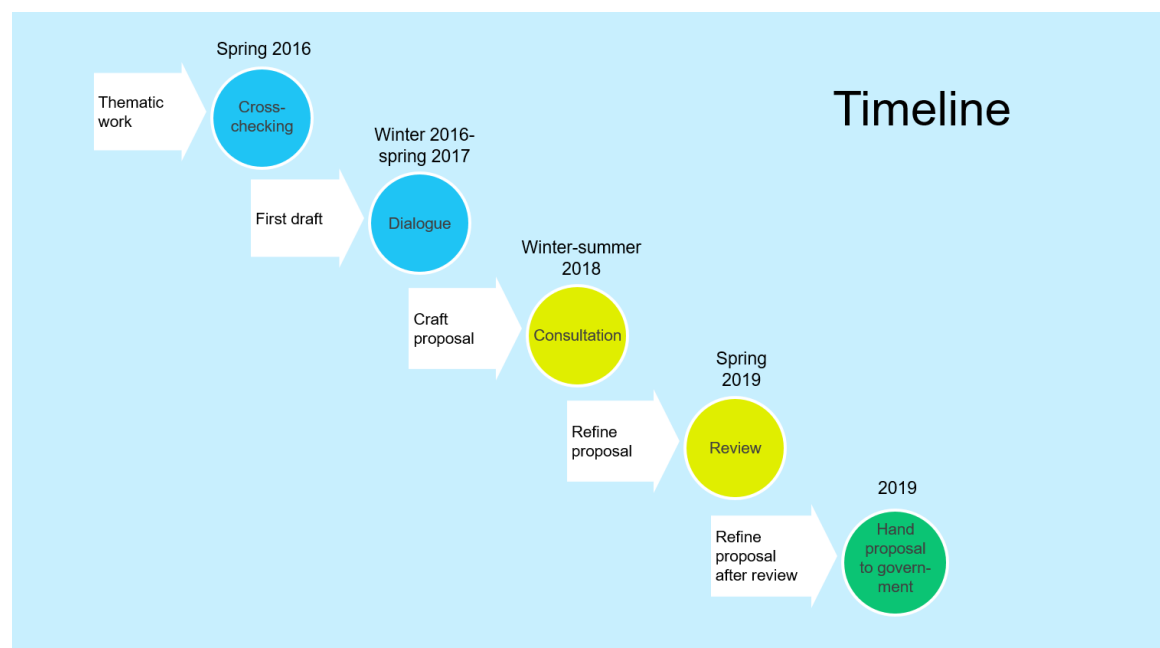 Timeline
Spring 2016
Thematic
work
Cross-
checking
Winter 2016-
spring 2017
First draft
Dialogue
Winter-summer
2018
Craft
proposal
Consultation
Spring
2019
Refine
proposal
Review
2019
Refine
proposal
after review
Hand
proposal
to govern-
ment